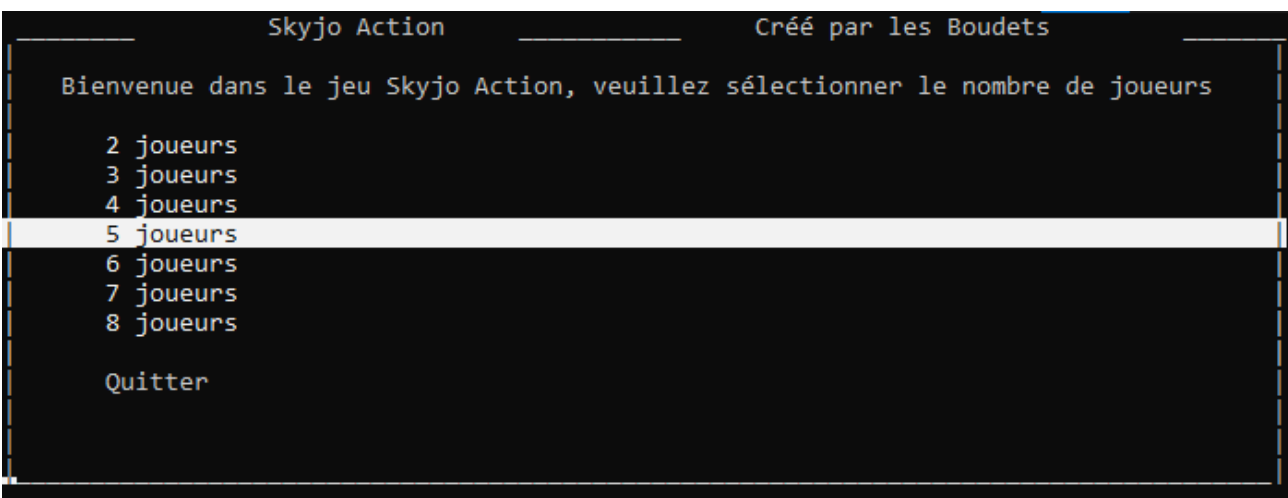 Skyjo Action Créé par les Boudets
Bienvenue dans le jeu Skyjo Action, veuillez sélectionner le nombre de joueurs
2 joueurs
3 joueurs
4 joueurs
5 joueurs
6 joueurs
7 joueurs
8 joueurs
Quitter